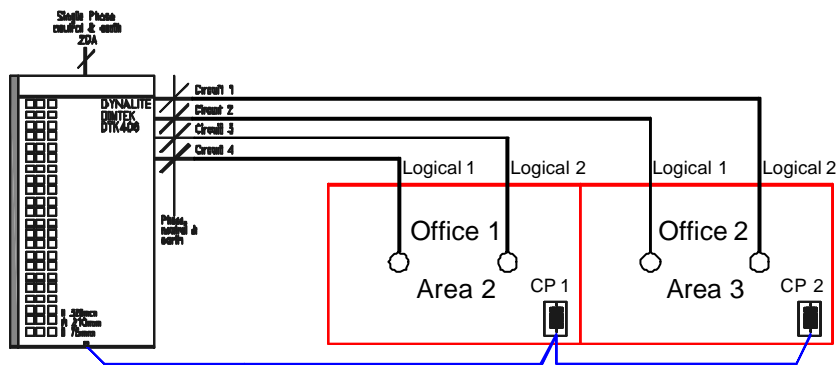 Single Phase
neutral & earth
20A
DYNALITE
DIMTEK
DTK408
Circuit 1
Circuit 2
Circuit 3
Circuit 4
Phase,
neutral &
earth
Logical 1
Logical 2
Logical 1
Logical 2
Office 1
Office 2
Area 2
Area 3
CP 1
CP 2